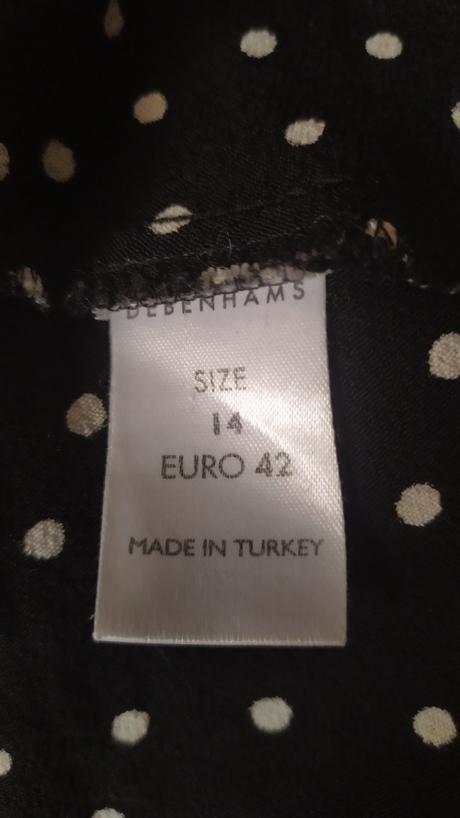 DEBENHAMS
SIZE
14
EURO 42
MADE IN TURKEY